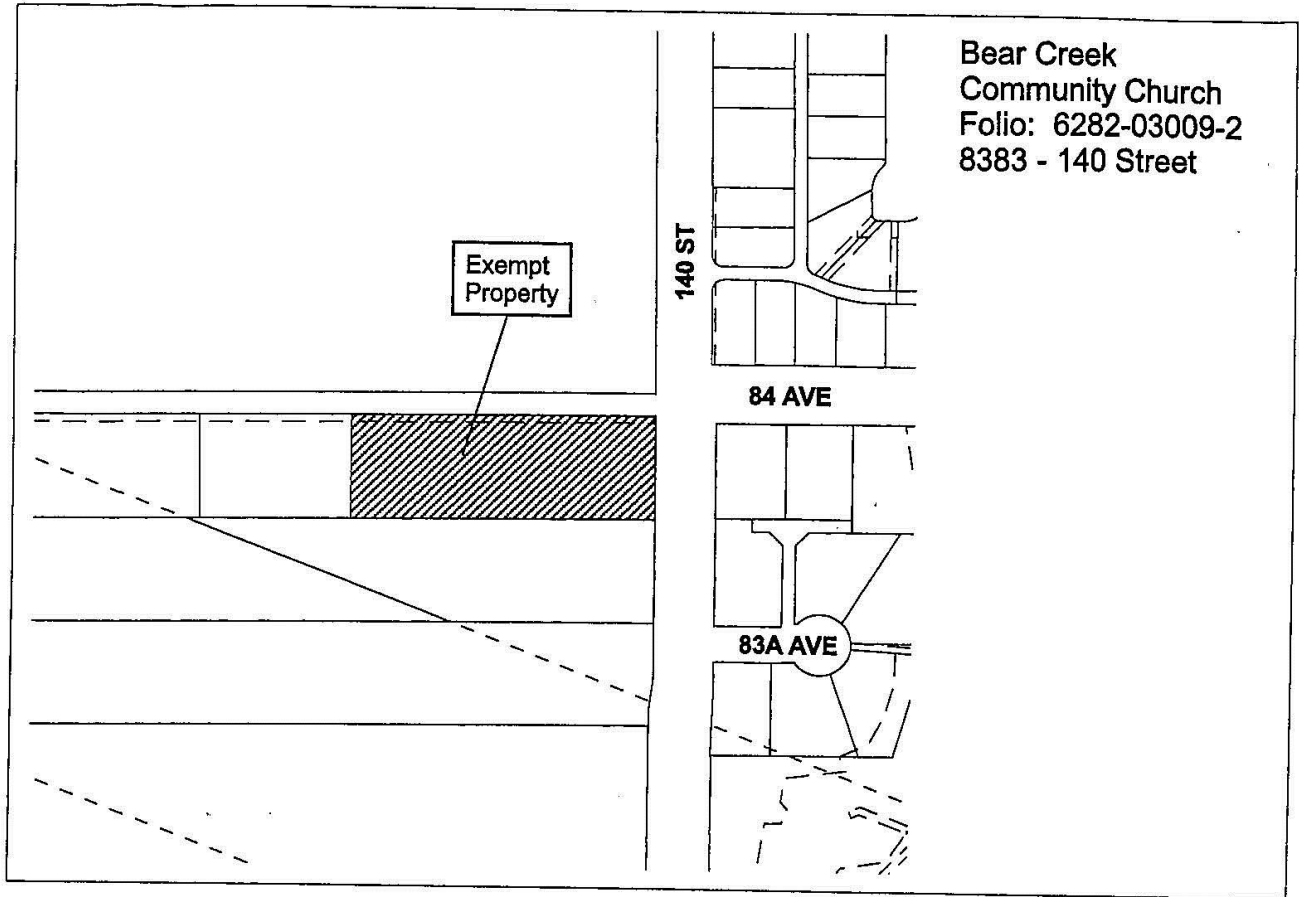 Bear Creek
Community Church
Folio: 6282-03009-2
8383 - 140 Street
Exempt
Property
140 ST
84 AVE
83A AVE